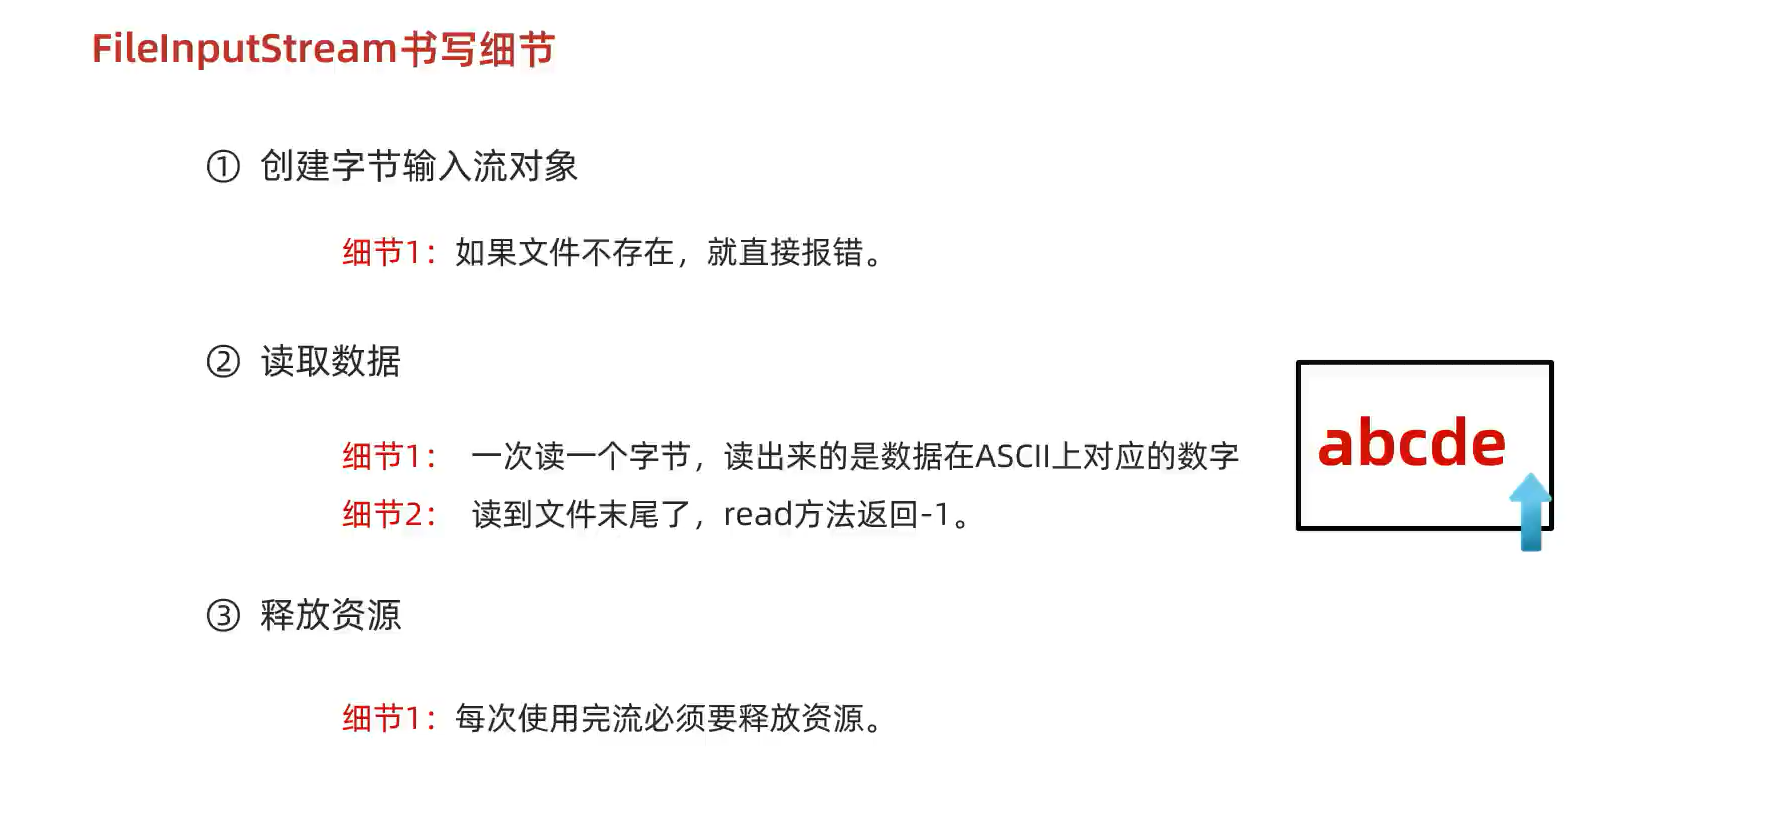 FileInputStream书写细节
① 创建字节输入流对象
细节1：如果文件不存在，就直接报错。
② 读取数据
细节1： 一次读一个字节，读出来的是数据在ASCII上对应的数字
细节2： 读到文件末尾了，read方法返回-1。
abcde
③ 释放资源
细节1：每次使用完流必须要释放资源。